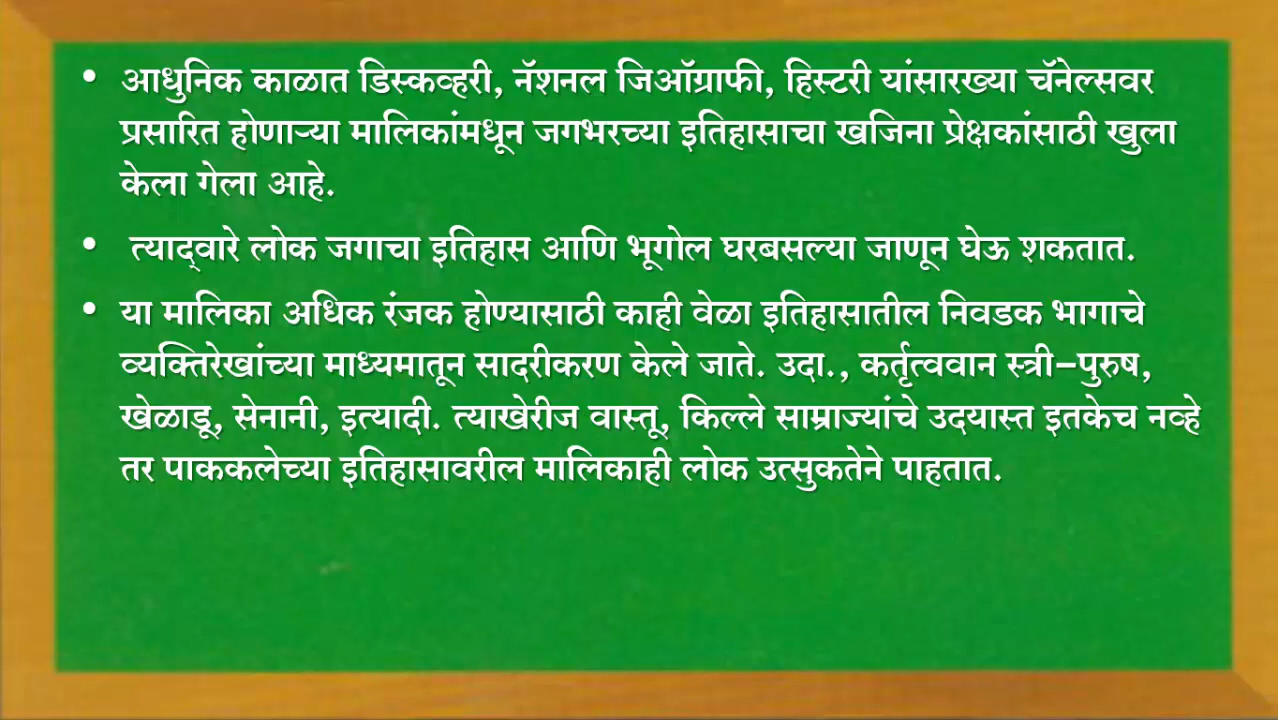 • आधुनिक काळात डिस्कव्हरी, नॅशनल जिऑग्राफी, हिस्टरी यांसारख्या चॅनेल्सवर
प्रसारित होणाऱ्या मालिकांमधून जगभरच्या इतिहासाचा खजिना प्रेक्षकांसाठी खुला
केला गेला आहे.
• त्याद्‌वारे लोक जगाचा इतिहास आणि भूगोल घरबसल्या जाणून घेऊ शकतात.
• या मालिका अधिक रंजक होण्यासाठी काही वेळा इतिहासातील निवडक भागाचे
व्यक्तिरेखांच्या माध्यमातून सादरीकरण केले जाते. उदा., कर्तृत्ववान स्त्री–पुरुष,
खेळाडू, सेनानी, इत्यादी. त्याखेरीज वास्तू, किल्ले साम्राज्यांचे उदयास्त इतकेच नव्हे
तर पाककलेच्या इतिहासावरील मालिकाही लोक उत्सुकतेने पाहतात.